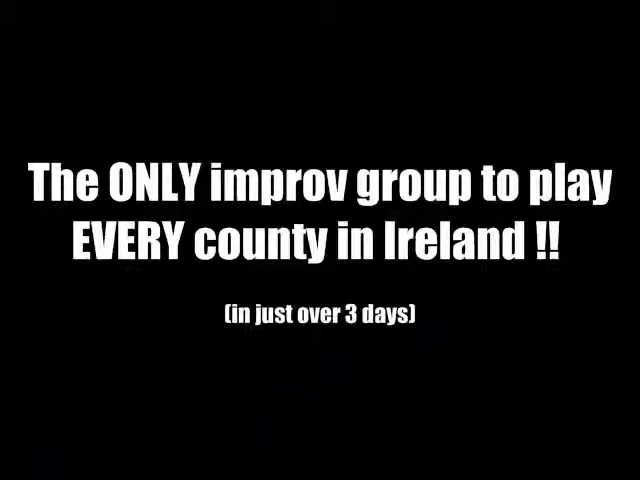 The ONLY improv group to play
EVERY county in Ireland !!
(in just over 3 days)